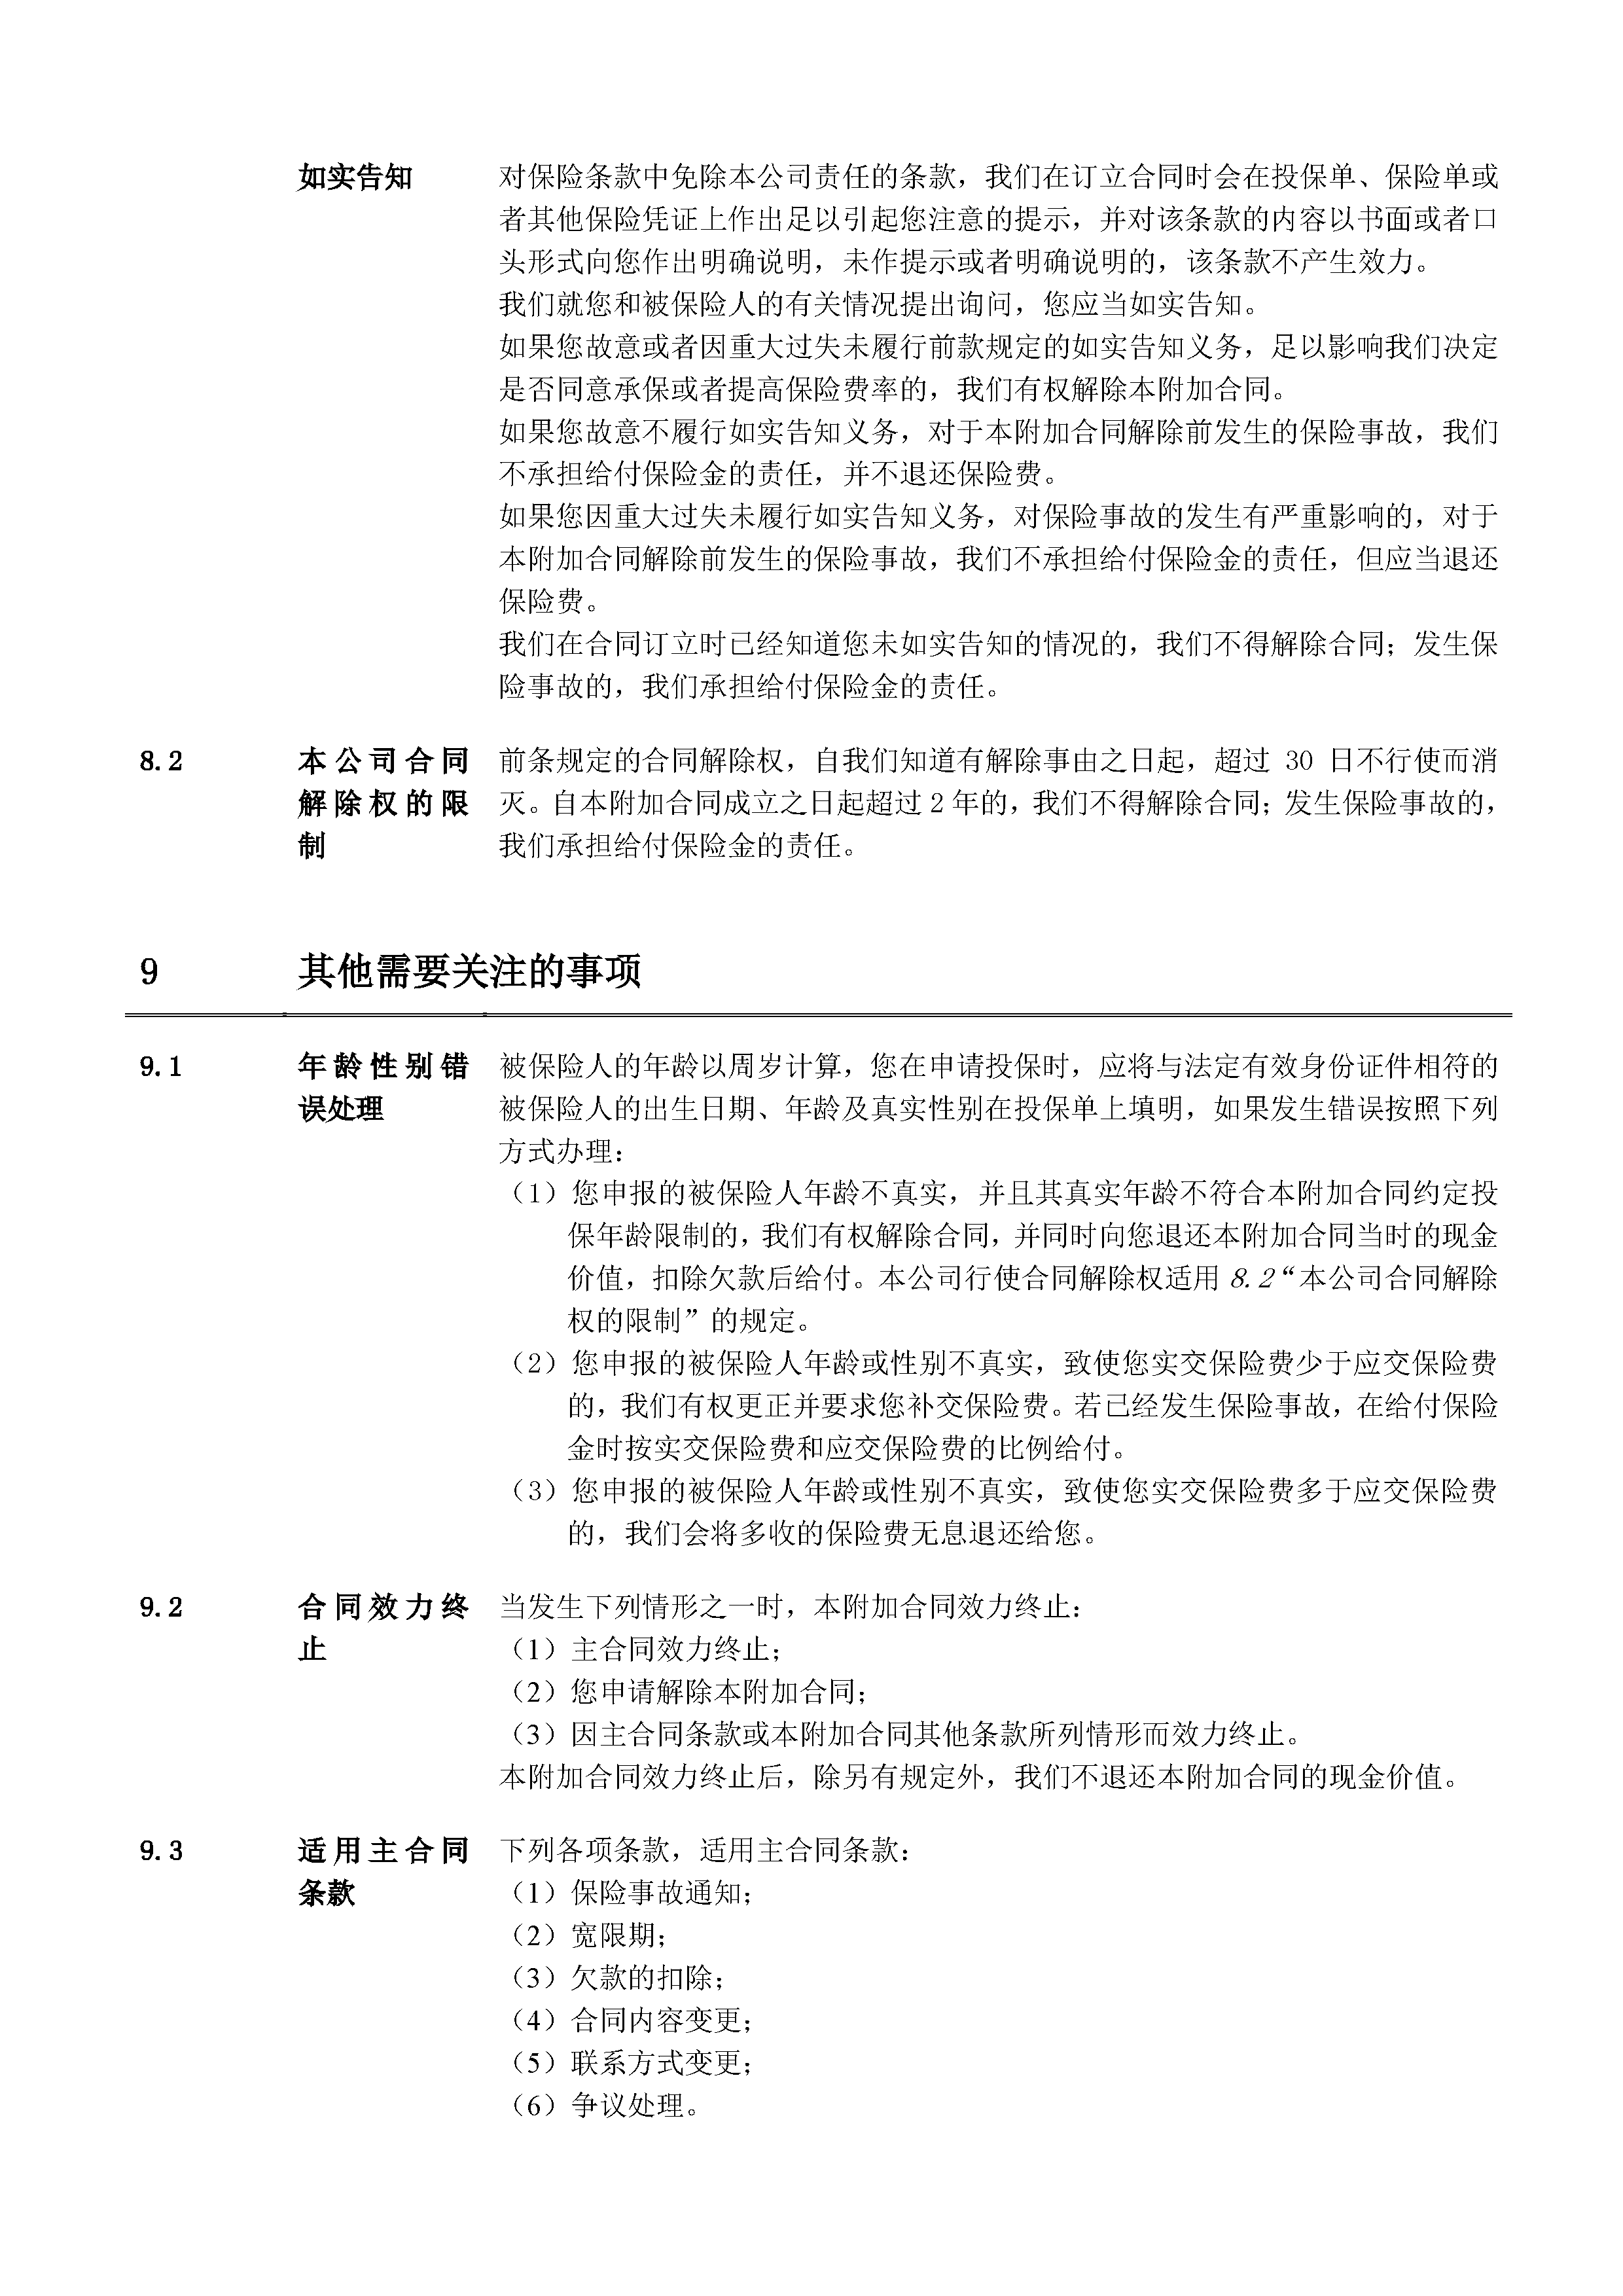 如实告知 对保险条款中免除本公司责任的条款，我们在订立合同时会在投保单、保险单或
者其他保险凭证上作出足以引起您注意的提示，并对该条款的内容以书面或者口
头形式向您作出明确说明，未作提示或者明确说明的，该条款不产生效力。
我们就您和被保险人的有关情况提出询问，您应当如实告知。
如果您故意或者因重大过失未履行前款规定的如实告知义务，足以影响我们决定
是否同意承保或者提高保险费率的，我们有权解除本附加合同。
如果您故意不履行如实告知义务，对于本附加合同解除前发生的保险事故，我们
不承担给付保险金的责任，并不退还保险费。
如果您因重大过失未履行如实告知义务，对保险事故的发生有严重影响的，对于
本附加合同解除前发生的保险事故，我们不承担给付保险金的责任，但应当退还
保险费。
我们在合同订立时已经知道您未如实告知的情况的，我们不得解除合同；发生保
险事故的，我们承担给付保险金的责任。
8.2 本公司合同 前条规定的合同解除权，自我们知道有解除事由之日起，超过 30 日不行使而消
解除权的限 灭。自本附加合同成立之日起超过 2 年的，我们不得解除合同；发生保险事故的，
制 我们承担给付保险金的责任。
9 其他需要关注的事项
9.1 年龄性别错 被保险人的年龄以周岁计算，您在申请投保时，应将与法定有效身份证件相符的
误处理 被保险人的出生日期、年龄及真实性别在投保单上填明，如果发生错误按照下列
方式办理：
（1）您申报的被保险人年龄不真实，并且其真实年龄不符合本附加合同约定投
保年龄限制的，我们有权解除合同，并同时向您退还本附加合同当时的现金
价值，扣除欠款后给付。本公司行使合同解除权适用 8.2“本公司合同解除
权的限制”的规定。
（2）您申报的被保险人年龄或性别不真实，致使您实交保险费少于应交保险费
的，我们有权更正并要求您补交保险费。若已经发生保险事故，在给付保险
金时按实交保险费和应交保险费的比例给付。
（3）您申报的被保险人年龄或性别不真实，致使您实交保险费多于应交保险费
的，我们会将多收的保险费无息退还给您。
9.2 合同效力终 当发生下列情形之一时，本附加合同效力终止：
止 （1）主合同效力终止；
（2）您申请解除本附加合同；
（3）因主合同条款或本附加合同其他条款所列情形而效力终止。
本附加合同效力终止后，除另有规定外，我们不退还本附加合同的现金价值。
9.3 适用主合同 下列各项条款，适用主合同条款：
条款 （1）保险事故通知；
（2）宽限期；
（3）欠款的扣除；
（4）合同内容变更；
（5）联系方式变更；
（6）争议处理。